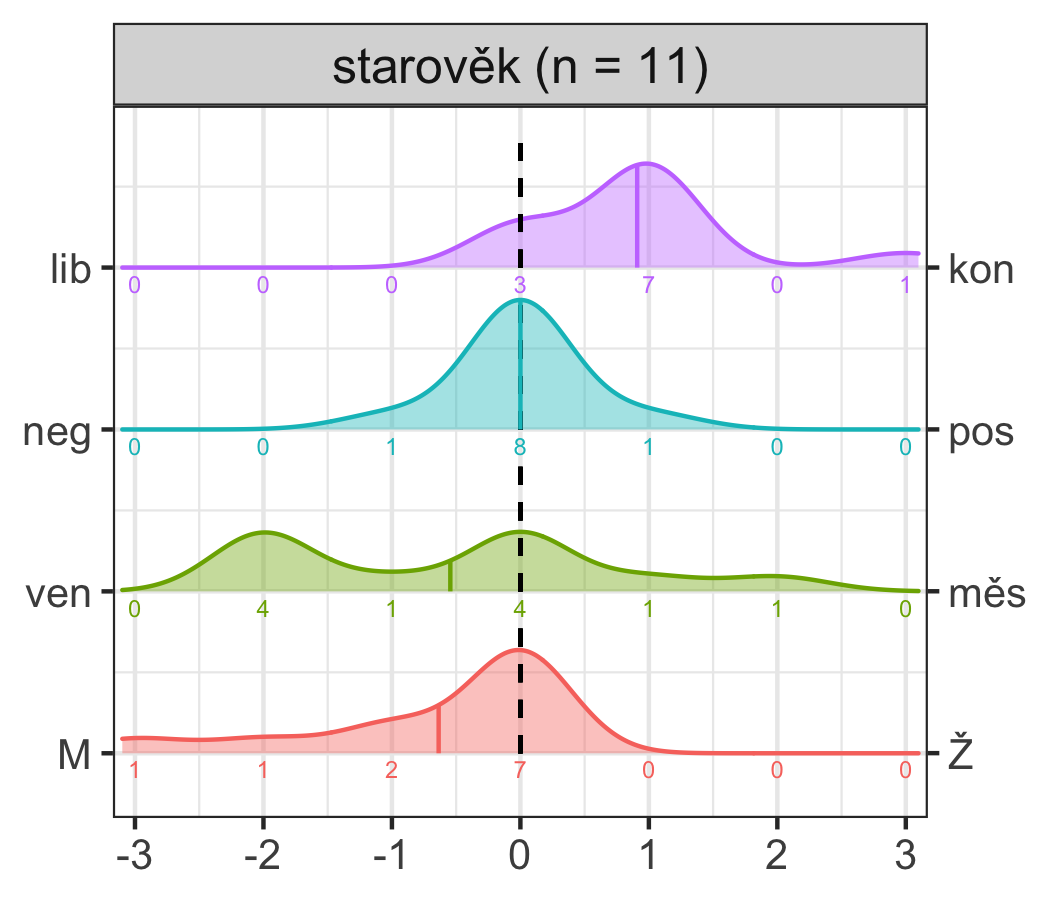 starověk (n = 11)
lib kon
0 0 0 3 7 0 1
neg pos
0 0 1 8 1 0 0
ven měs
0 4 1 4 1 1 0
M Ž
1 1 2 7 0 0 0
-3 -2 -1 0 1 2 3